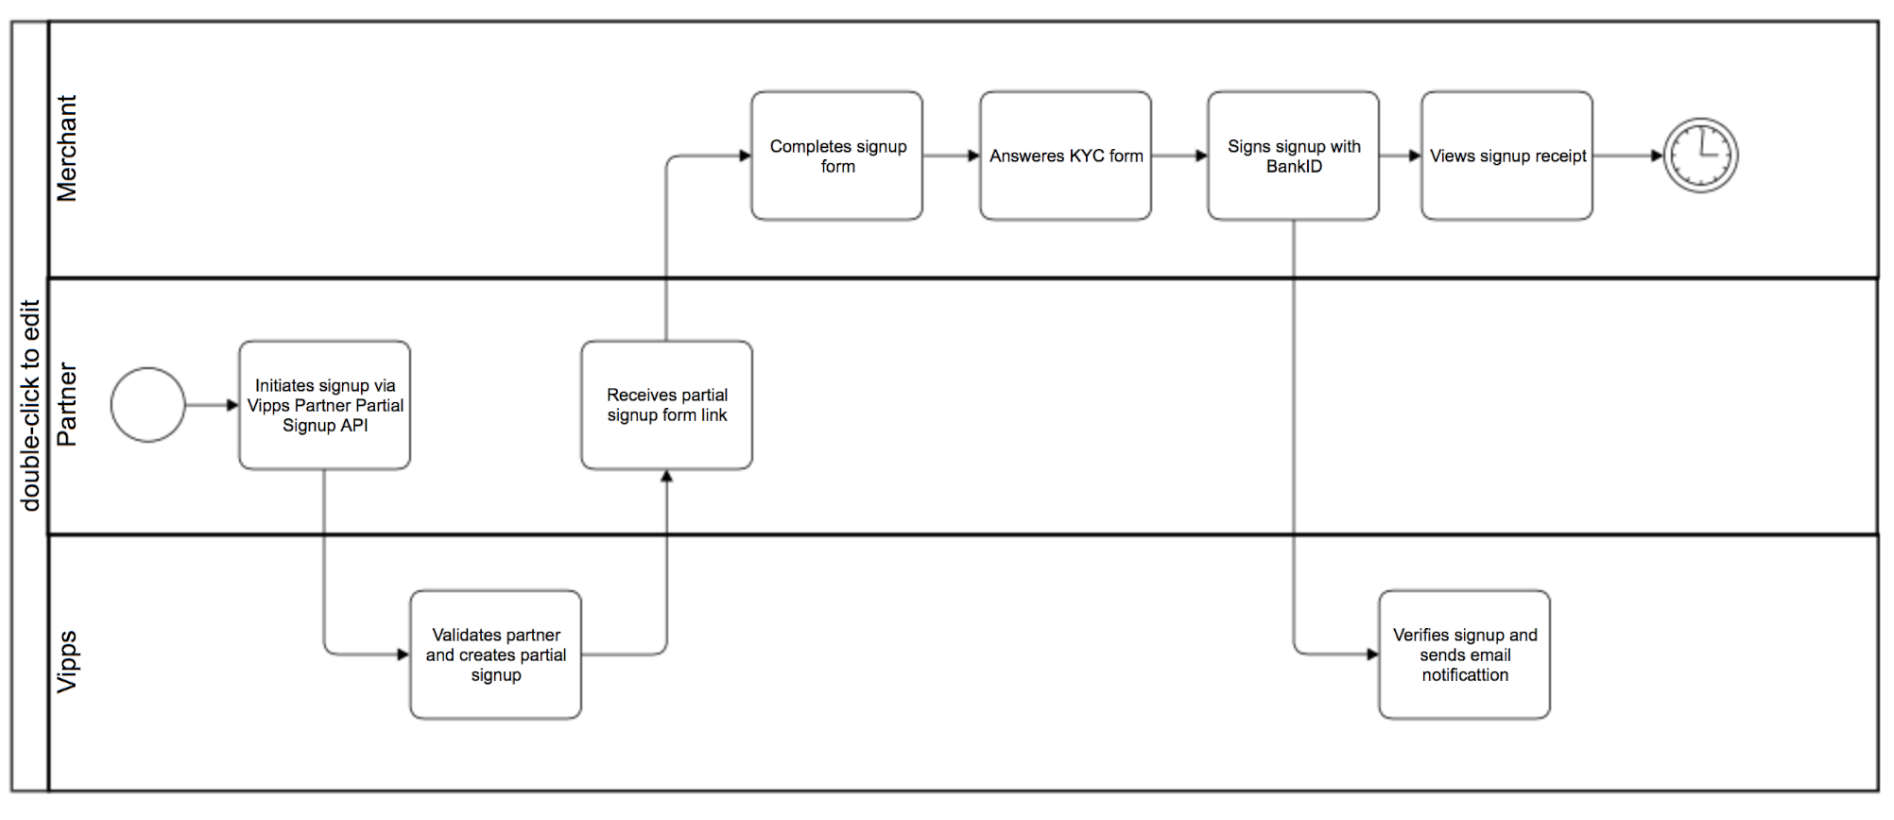 double-click to edit
Merchant
Completes signup
form
Answeres KYC form
Signs signup with
BankID
Views signup receipt
Partner
Initiates signup via
Vipps Partner Partial
Signup API
Receives partial
signup form link
Vipps
Validates partner
and creates partial
signup
Verifies signup and
sends email
notificattion